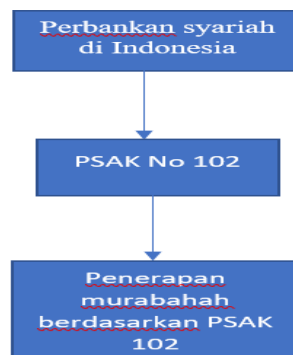 Perbankan syariah
di Indonesia
PSAK No 102
Penerapan
murabahah
berdasarkan PSAK
102